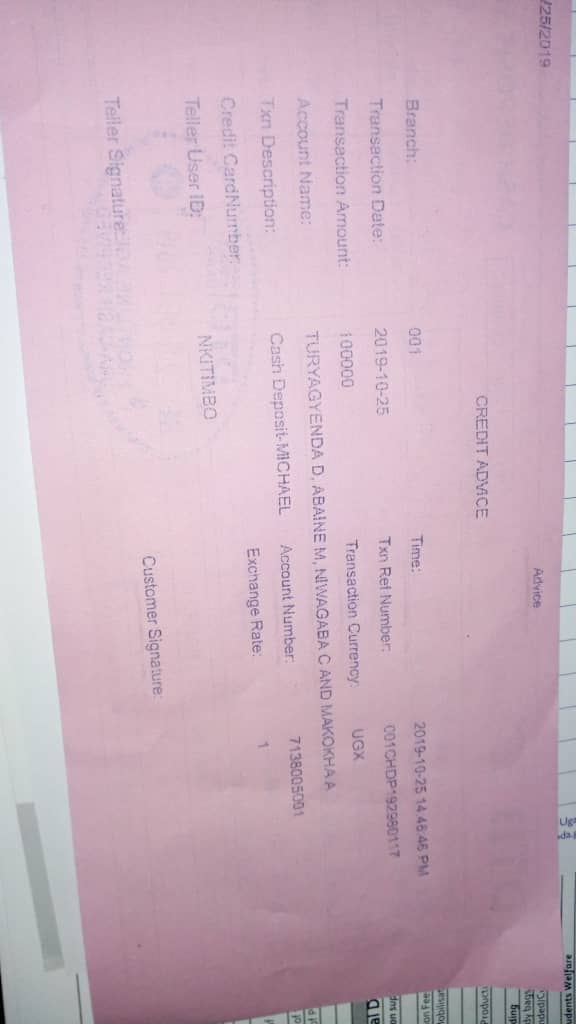 /25/2019
Advice
CREDIT ADVICE
Branch: 001 Time: 2019-10-25 14.46:46 PM
Transaction Date: 2019-10-25 Txn Ref Number: 001CHDP192980117
Transaction Amount: 100000 Transaction Currency: UGX
Account Name: TURYAGYENDA D, ABAINE M, NIWAGABA C AND MAKOKHA A
Txn Description: Cash Deposit-MICHAEL Account Number: 7138005001
Credit CardNumber: Exchange Rate: 1
Teller User ID: NKITIMBO
Customer Signature:
Teller Signature: